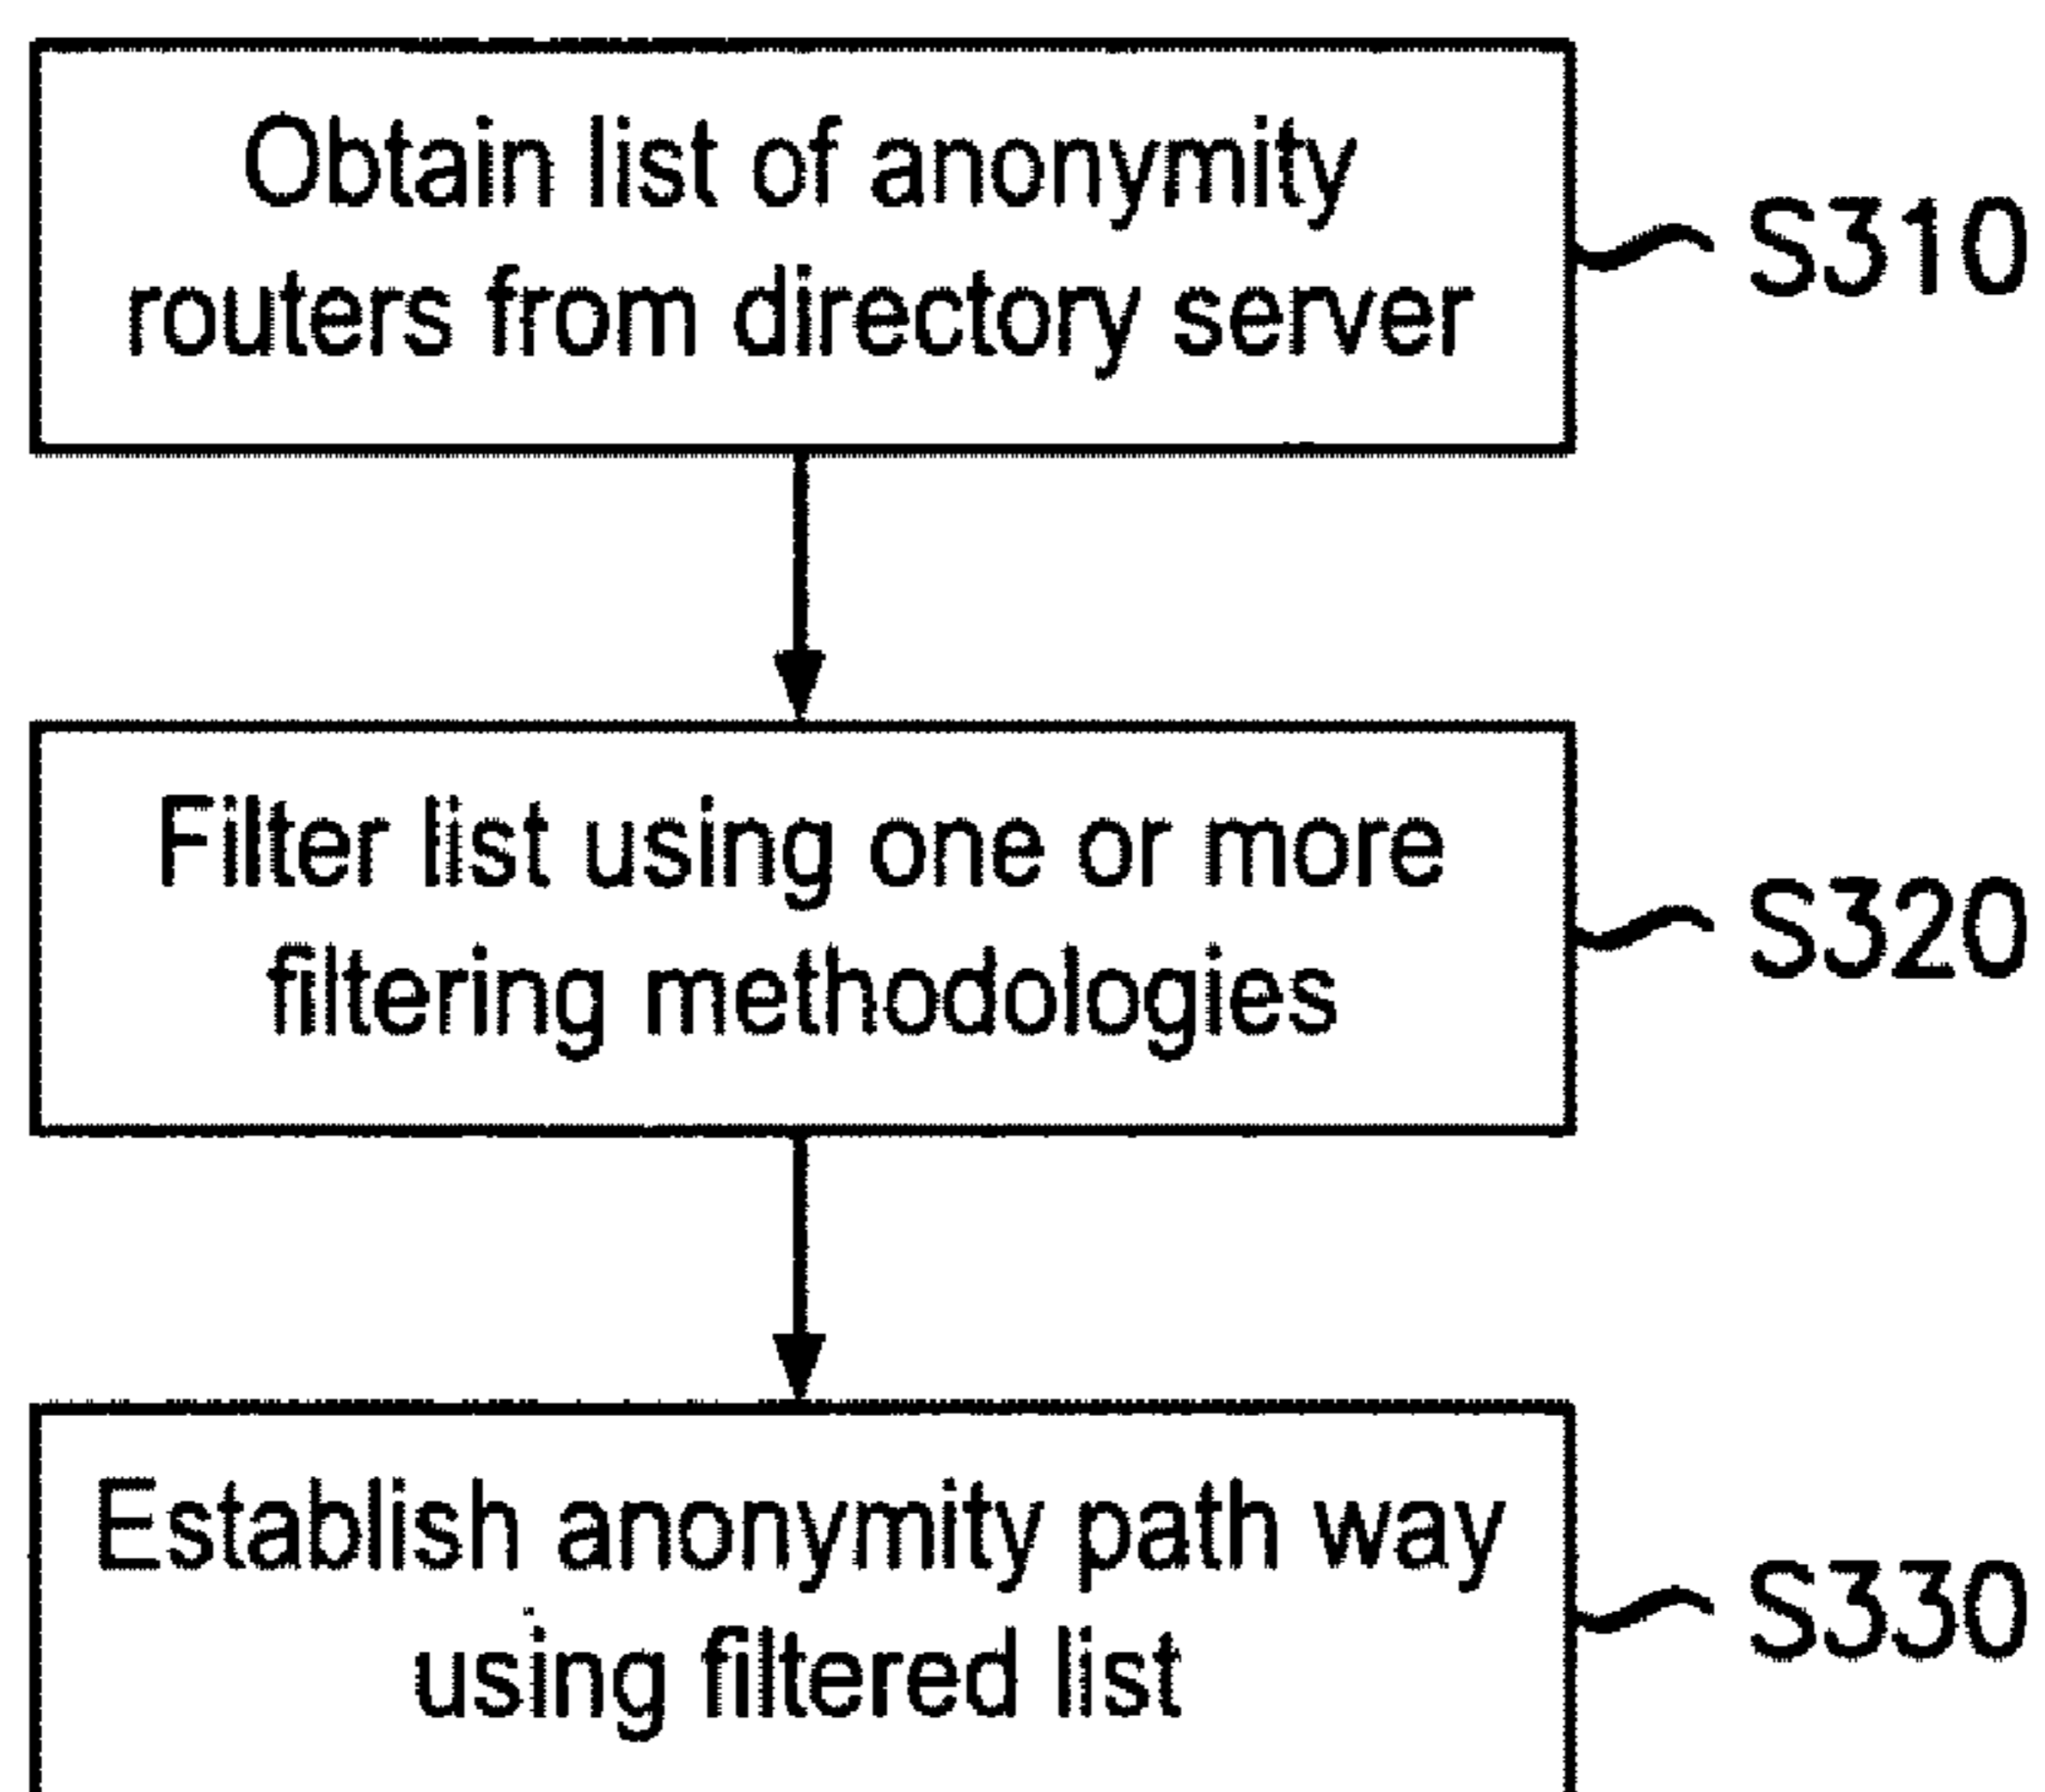 Obtain list of anonymity
routers from directory server
S310
Filter list using one or more
filtering methodologies
S320
Establish anonymity path way
using filtered list
S330